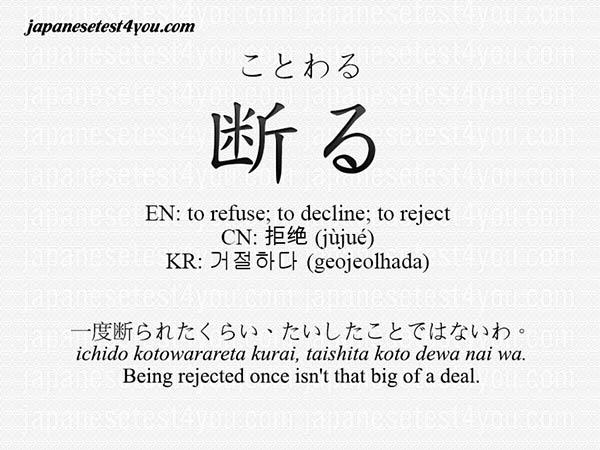 japanesetest4you.com
ことわる
断る
EN: to refuse; to decline; to reject
CN: 拒绝 (jùjué)
KR: 거절하다 (geojeolhada)
一度断られたくらい、たいしたことではないわ。
ichido kotowarareta kurai, taishita koto dewa nai wa.
Being rejected once isn't that big of a deal.